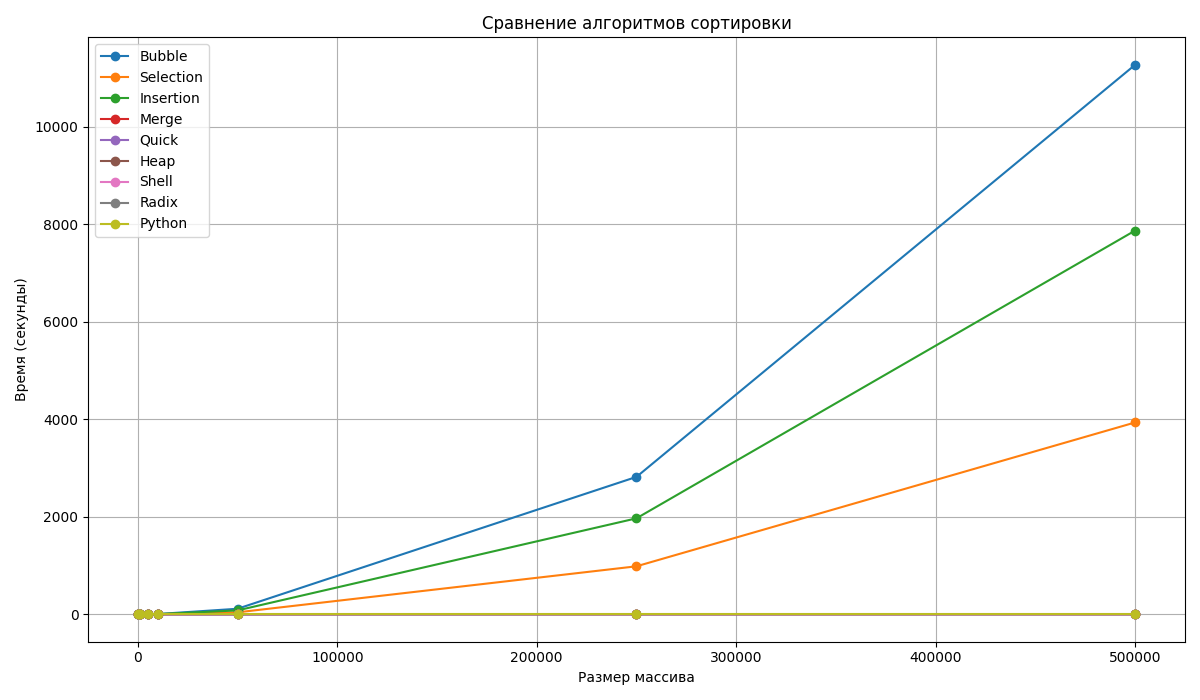 Сравнение алгоритмов сортировки
Bubble
Selection
Insertion
Merge
Quick
Heap
Shell
Radix
Python
10000
8000
6000
4000
2000
0
Время (секунды)
0
100000
200000
300000
400000
500000
Размер массива